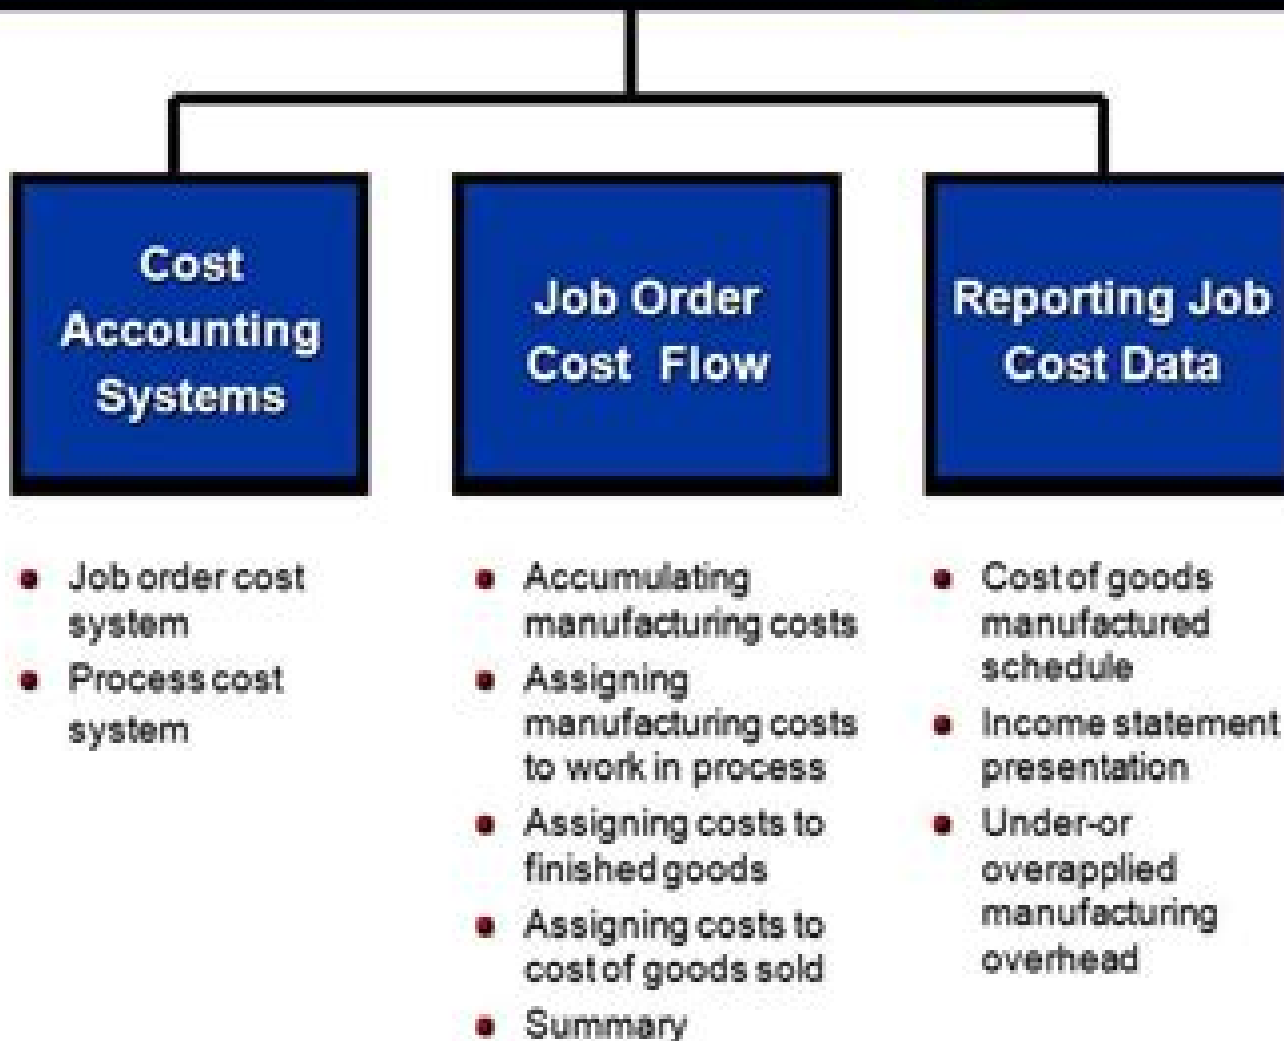 Cost
Accounting
Systems
Job order cost
system
Process cost
system
Job Order
Cost Flow
Accumulating
manufacturing costs
Assigning
manufacturing costs
to work in process
Assigning costs to
finished goods
Assigning costs to
cost of goods sold
Summary
Reporting Job
Cost Data
Cost of goods
manufactured
schedule
Income statement
presentation
Under-or
overapplied
manufacturing
overhead